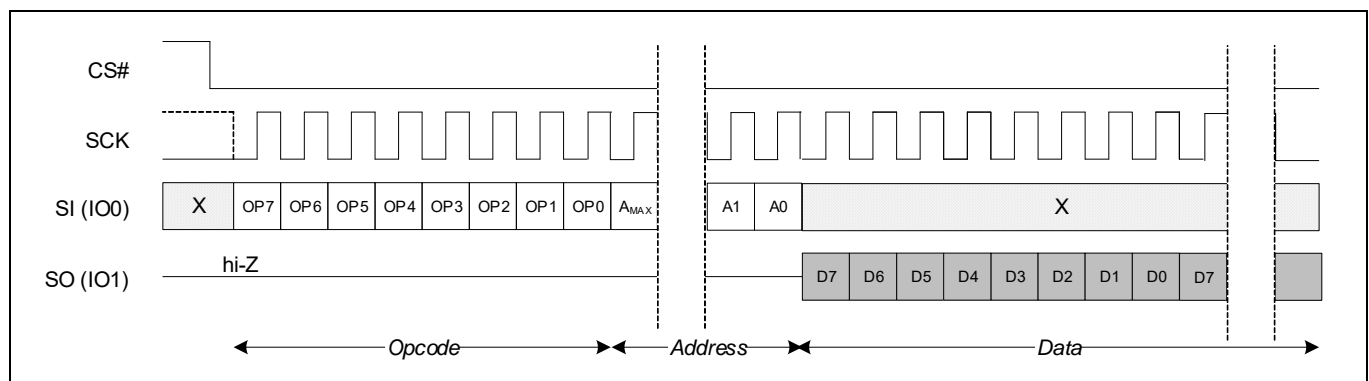 CS#
SCK
SI (IO0) X OP7 OP6 OP5 OP4 OP3 OP2 OP1 OP0 AMAX A1 A0 X
hi-Z
SO (IO1) D7 D6 D5 D4 D3 D2 D1 D0 D7
Opcode Address Data